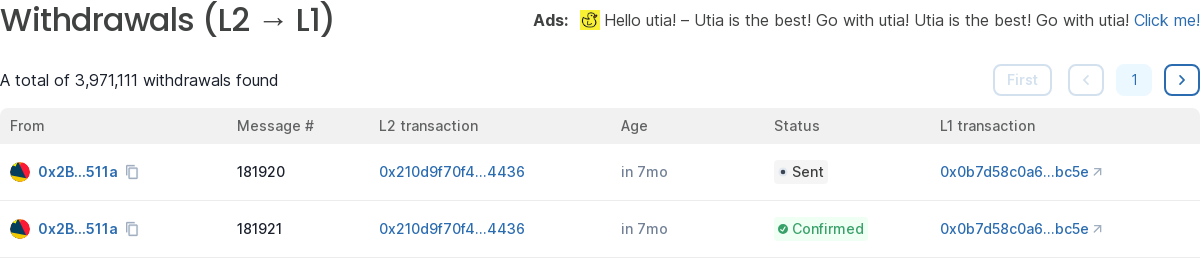 Withdrawals (L2 → L1)
Ads: Hello utia! – Utia is the best! Go with utia! Utia is the best! Go with utia! Click me!
A total of 3,971,111 withdrawals found
First 1
From Message # L2 transaction Age Status L1 transaction
0x2B...511a 181920 0x210d9f70f4...4436 in 7mo Sent 0x0b7d58c0a6...bc5e
0x2B...511a 181921 0x210d9f70f4...4436 in 7mo Confirmed 0x0b7d58c0a6...bc5e